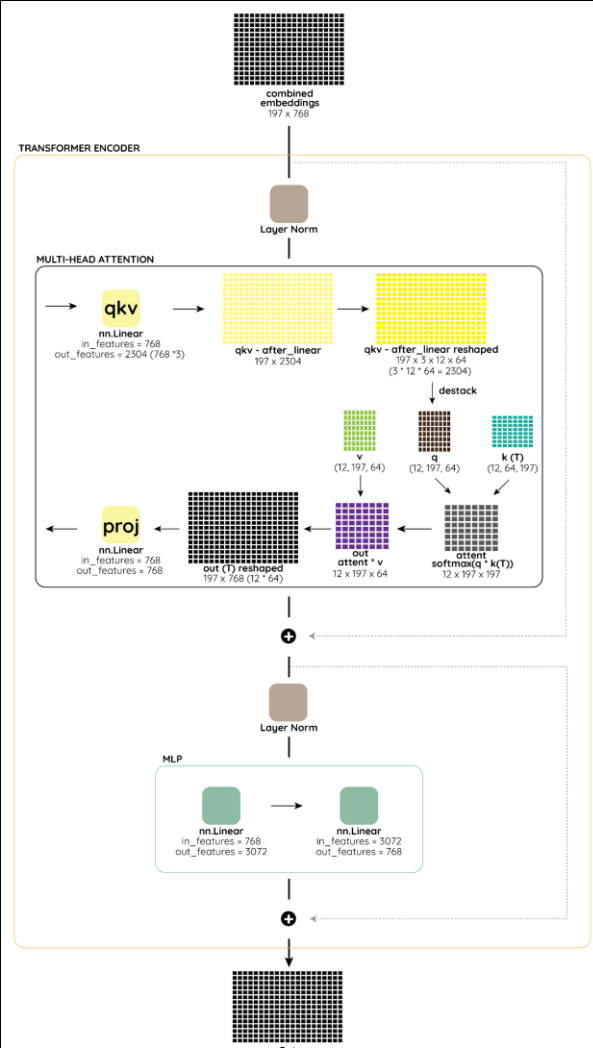 combined
embeddings
197 x 768
TRANSFORMER ENCODER
Layer Norm
MULTI-HEAD ATTENTION
qkv
nn.Linear
in_features = 768
out_features = 2304 (768 *3)
qkv - after_linear
197 x 2304
qkv - after_linear reshaped
197 x 3 x 12 x 64
(3 * 12 * 64 = 2304)
destack
v
(12, 197, 64)
q
(12, 197, 64)
k (T)
(12, 64, 197)
proj
nn.Linear
in_features = 768
out_features = 768
out (T) reshaped
197 x 768 (12 * 64)
out
attent * v
12 x 197 x 64
attent
softmax(q * k(T))
12 x 197 x 197
Layer Norm
MLP
nn.Linear
in_features = 768
out_features = 3072
nn.Linear
in_features = 3072
out_features = 768